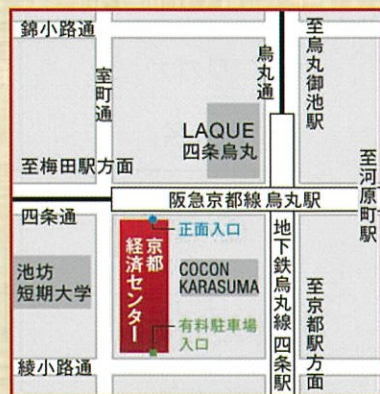 錦小路通
室町通
烏丸通
至烏丸御池駅
LAQUE
四条烏丸
至梅田駅方面
至河原町駅
阪急京都線 烏丸駅
四条通
正面入口
京都
経済センター
池坊
短期大学
COCON
KARASUMA
地下鉄烏丸線 四条駅
至京都駅方面
有料駐車場
入口
綾小路通